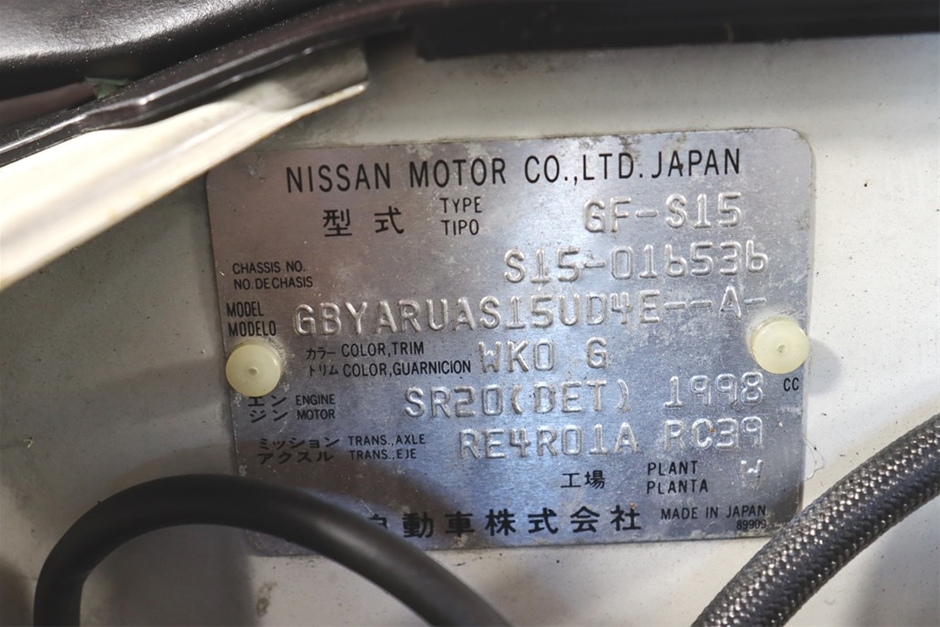 NISSAN MOTOR CO.,LTD. JAPAN
型式 TYPE GF-S15
TIPO
CHASSIS NO. S15-016536
NO. DE CHASIS
MODEL GBYARUAS15UD4E--A-
MODELO
カラー COLOR,TRIM WK0 G
トリム COLOR,GUARNICION
エン ENGINE SR20(DET) 1998 CC
ジン MOTOR
ミッション TRANS.,AXLE RE4R01A RC39
アクスル TRANS.,EJE
工場 PLANT W
PLANTA
自動車株式会社 MADE IN JAPAN
89909